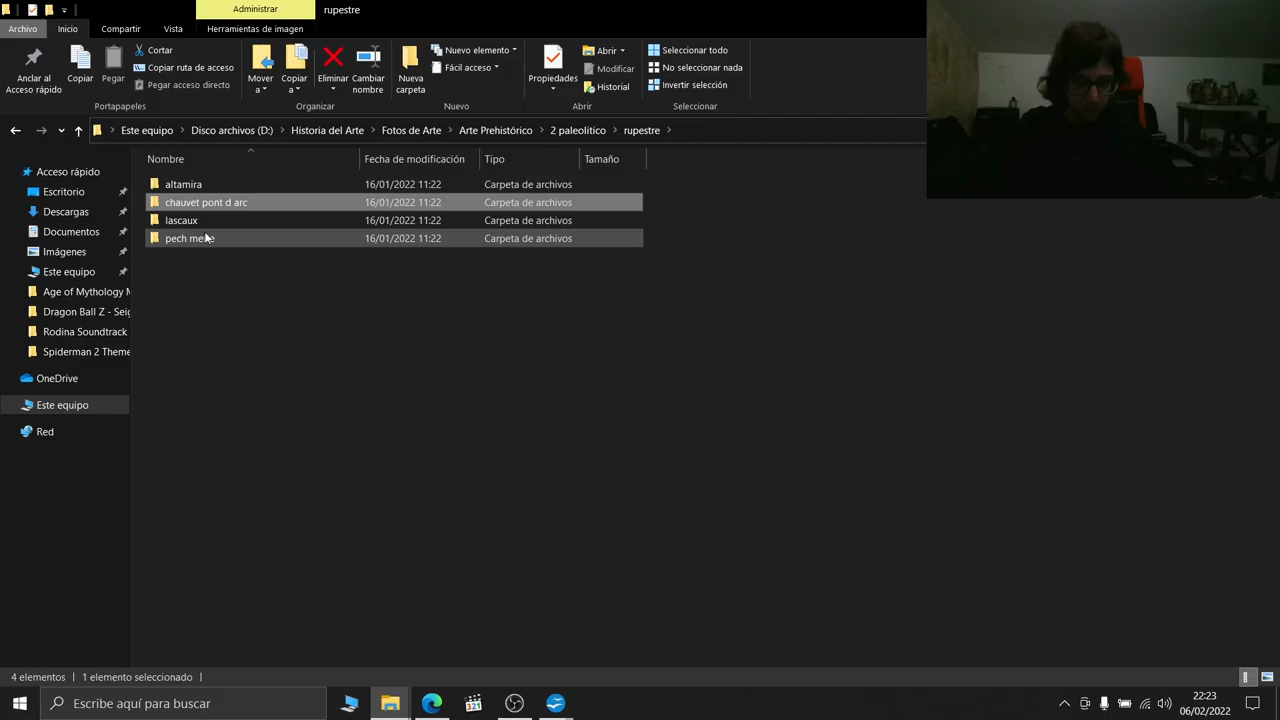 Administrar
rupestre
Archivo
Inicio
Compartir
Vista
Herramientas de imagen
Anclar al
Acceso rápido
Copiar
Pegar
Cortar
Copiar ruta de acceso
Pegar acceso directo
Portapapeles
Mover
a
Copiar
a
Eliminar
Cambiar
nombre
Organizar
Nueva
carpeta
Nuevo elemento
Fácil acceso
Nuevo
Propiedades
Abrir
Modificar
Historial
Abrir
Seleccionar todo
No seleccionar nada
Invertir selección
Seleccionar
Este equipo > Disco archivos (D:) > Historia del Arte > Fotos de Arte > Arte Prehistórico > 2 paleolitico > rupestre >
Nombre
Fecha de modificación
Tipo
Tamaño
altamira 16/01/2022 11:22 Carpeta de archivos
chauvet pont d arc 16/01/2022 11:22 Carpeta de archivos
lascaux 16/01/2022 11:22 Carpeta de archivos
pech 16/01/2022 11:22 Carpeta de archivos
Acceso rápido
Escritorio
Descargas
Documentos
Imágenes
Este equipo
Age of Mythology M
Dragon Ball Z - Seig
Rodina Soundtrack
Spiderman 2 Theme
OneDrive
Este equipo
Red
4 elementos
1 elemento seleccionado
Escribe aquí para buscar
321
22:23
06/02/2022